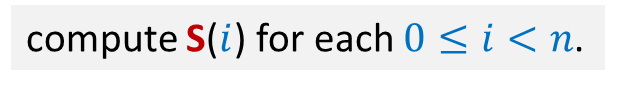 compute S(i) for each 0 ≤ i < n.